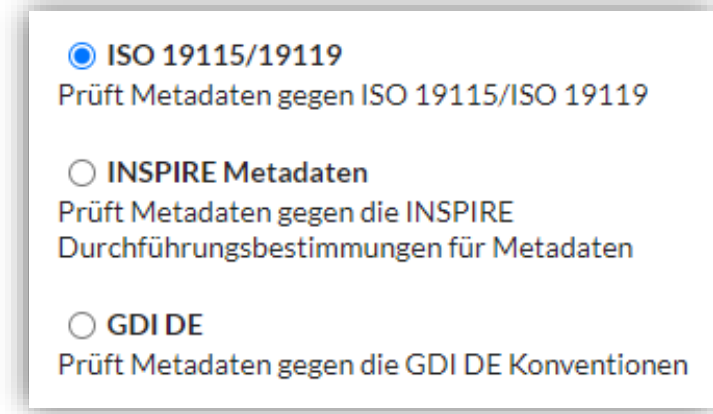 ISO 19115/19119
Prüft Metadaten gegen ISO 19115/ISO 19119
INSPIRE Metadaten
Prüft Metadaten gegen die INSPIRE
Durchführungsbestimmungen für Metadaten
GDI DE
Prüft Metadaten gegen die GDI DE Konventionen